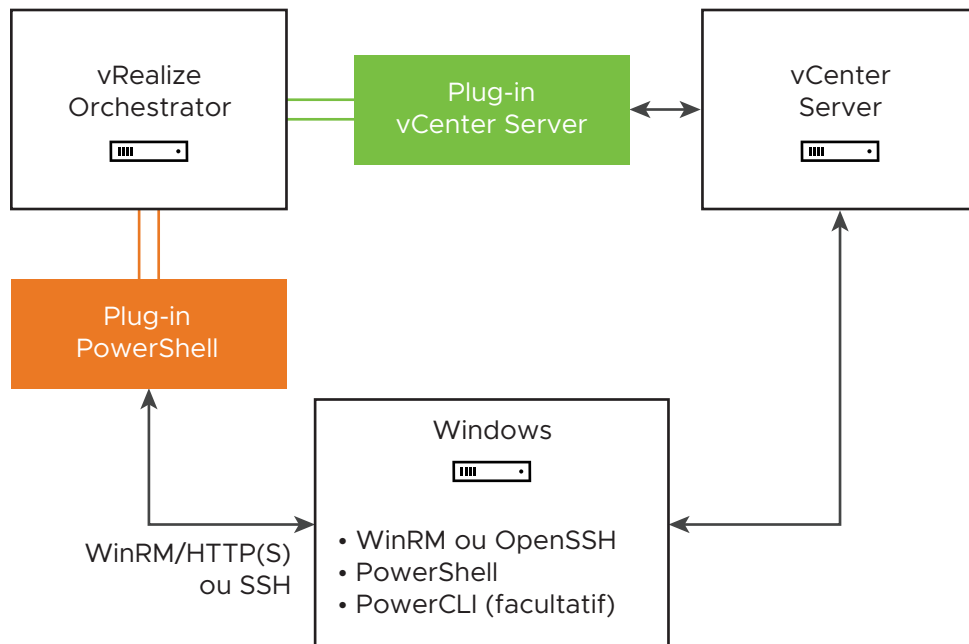 vRealize
Orchestrator
Plug-in
vCenter Server
vCenter
Server
Plug-in
PowerShell
Windows
WinRM/HTTP(S)
ou SSH
• WinRM ou OpenSSH
• PowerShell
• PowerCLI (facultatif)